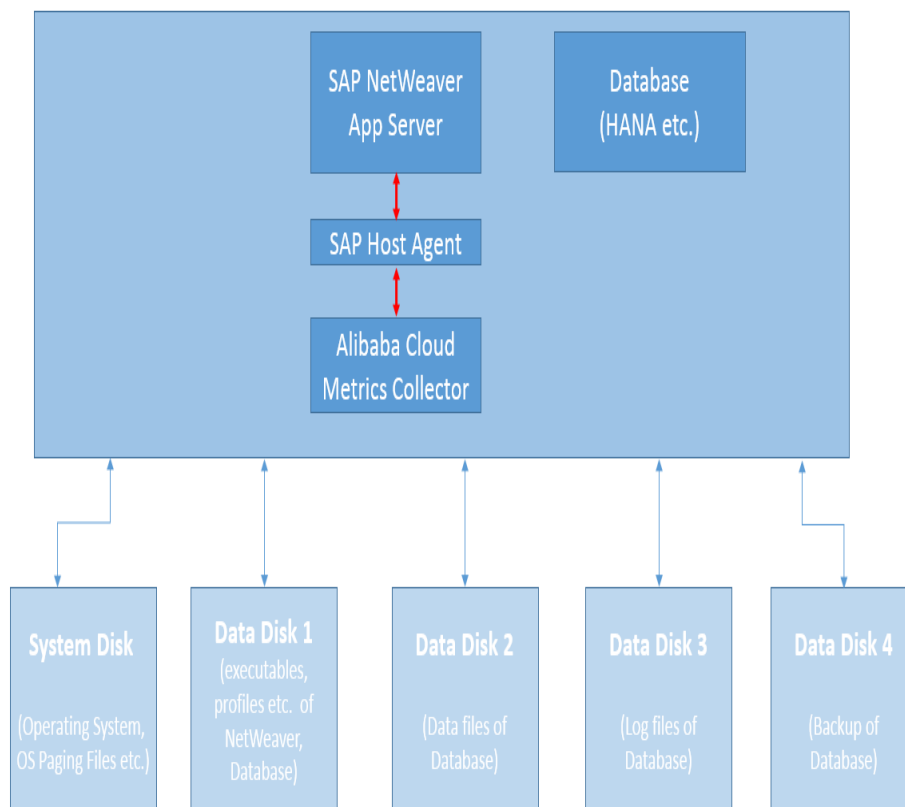 SAP NetWeaver
App Server
Database
(HANA etc.)
SAP Host Agent
Alibaba Cloud
Metrics Collector
System Disk
(Operating System,
OS Paging Files etc.)
Data Disk 1
(executables,
profiles etc. of
NetWeaver,
Database)
Data Disk 2
(Data files of
Database)
Data Disk 3
(Log files of
Database)
Data Disk 4
(Backup of
Database)